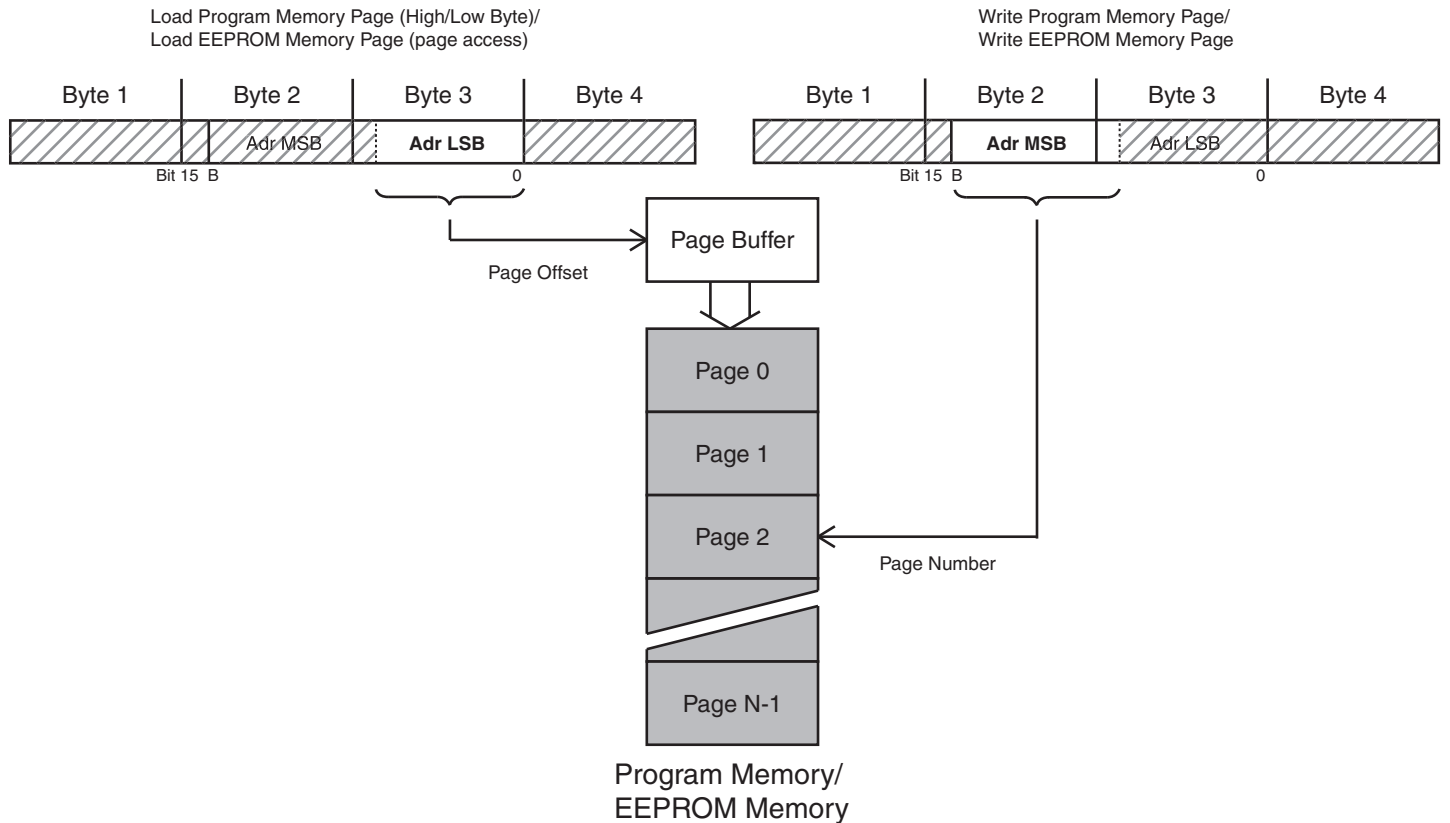 Load Program Memory Page (High/Low Byte)/
Load EEPROM Memory Page (page access)
Write Program Memory Page/
Write EEPROM Memory Page
Byte 1 Byte 2 Byte 3 Byte 4
Byte 1 Byte 2 Byte 3 Byte 4
Adr MSB Adr LSB
Adr MSB Adr LSB
Bit 15 B 0
Bit 15 B 0
Page Buffer
Page Offset
Page 0
Page 1
Page 2
Page Number
Page N-1
Program Memory/
EEPROM Memory